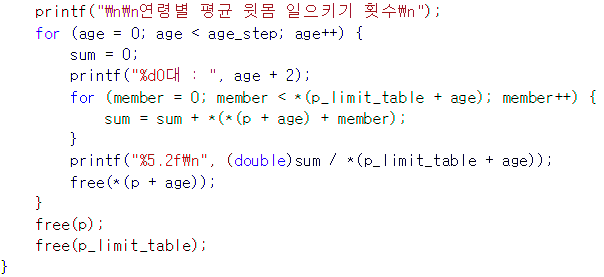 printf("₩n₩n연령별 평균 윗몸 일으키기 횟수₩n");
for (age = 0; age < age_step; age++) {
sum = 0;
printf("%d0대 : ", age + 2);
for (member = 0; member < *(p_limit_table + age); member++) {
sum = sum + *(*(p + age) + member);
}
printf("%5.2f₩n", (double)sum / *(p_limit_table + age));
free(*(p + age));
}
free(p);
free(p_limit_table);
}